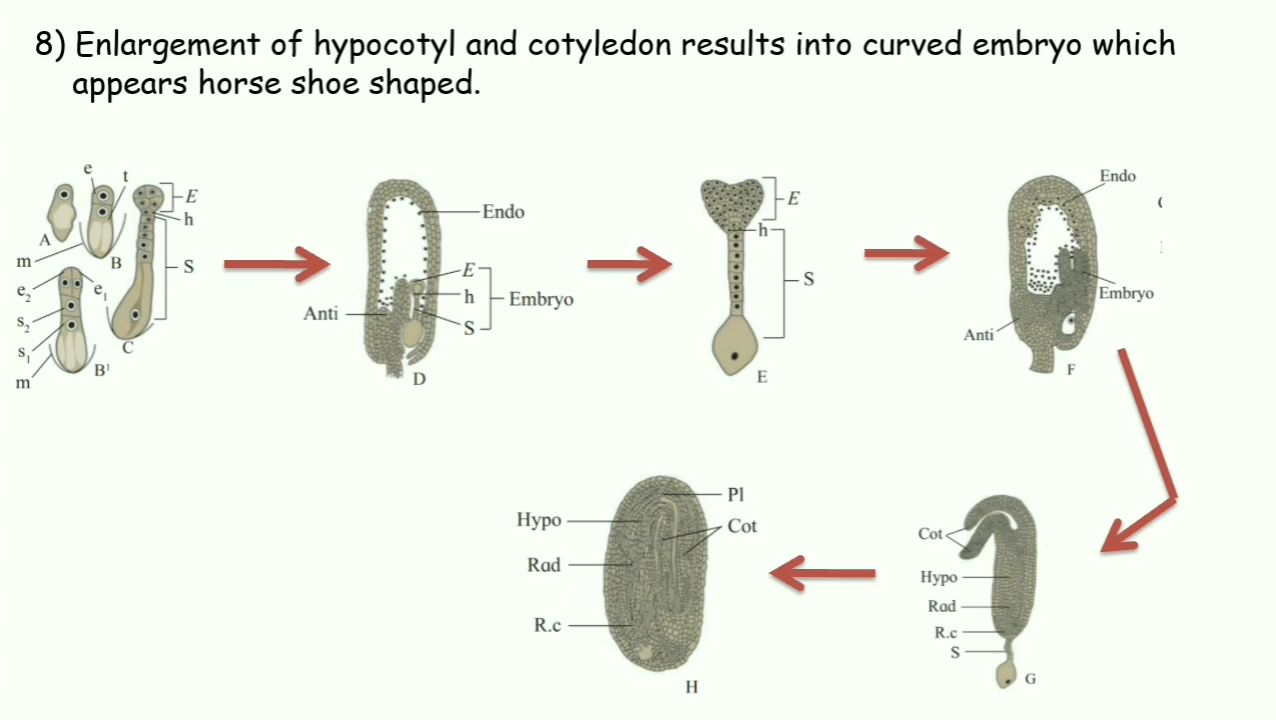 8) Enlargement of hypocotyl and cotyledon results into curved embryo which
appears horse shoe shaped.
e
t
E
h
A
m
B
S
e2
e1
s2
s1
C
m
B¹
Endo
E
h
Embryo
Anti
S
D
E
h
S
E
Endo
Embryo
Anti
F
Pl
Hypo
Cot
Rad
R.c
H
Cot
Hypo
Rad
R.c
S
G